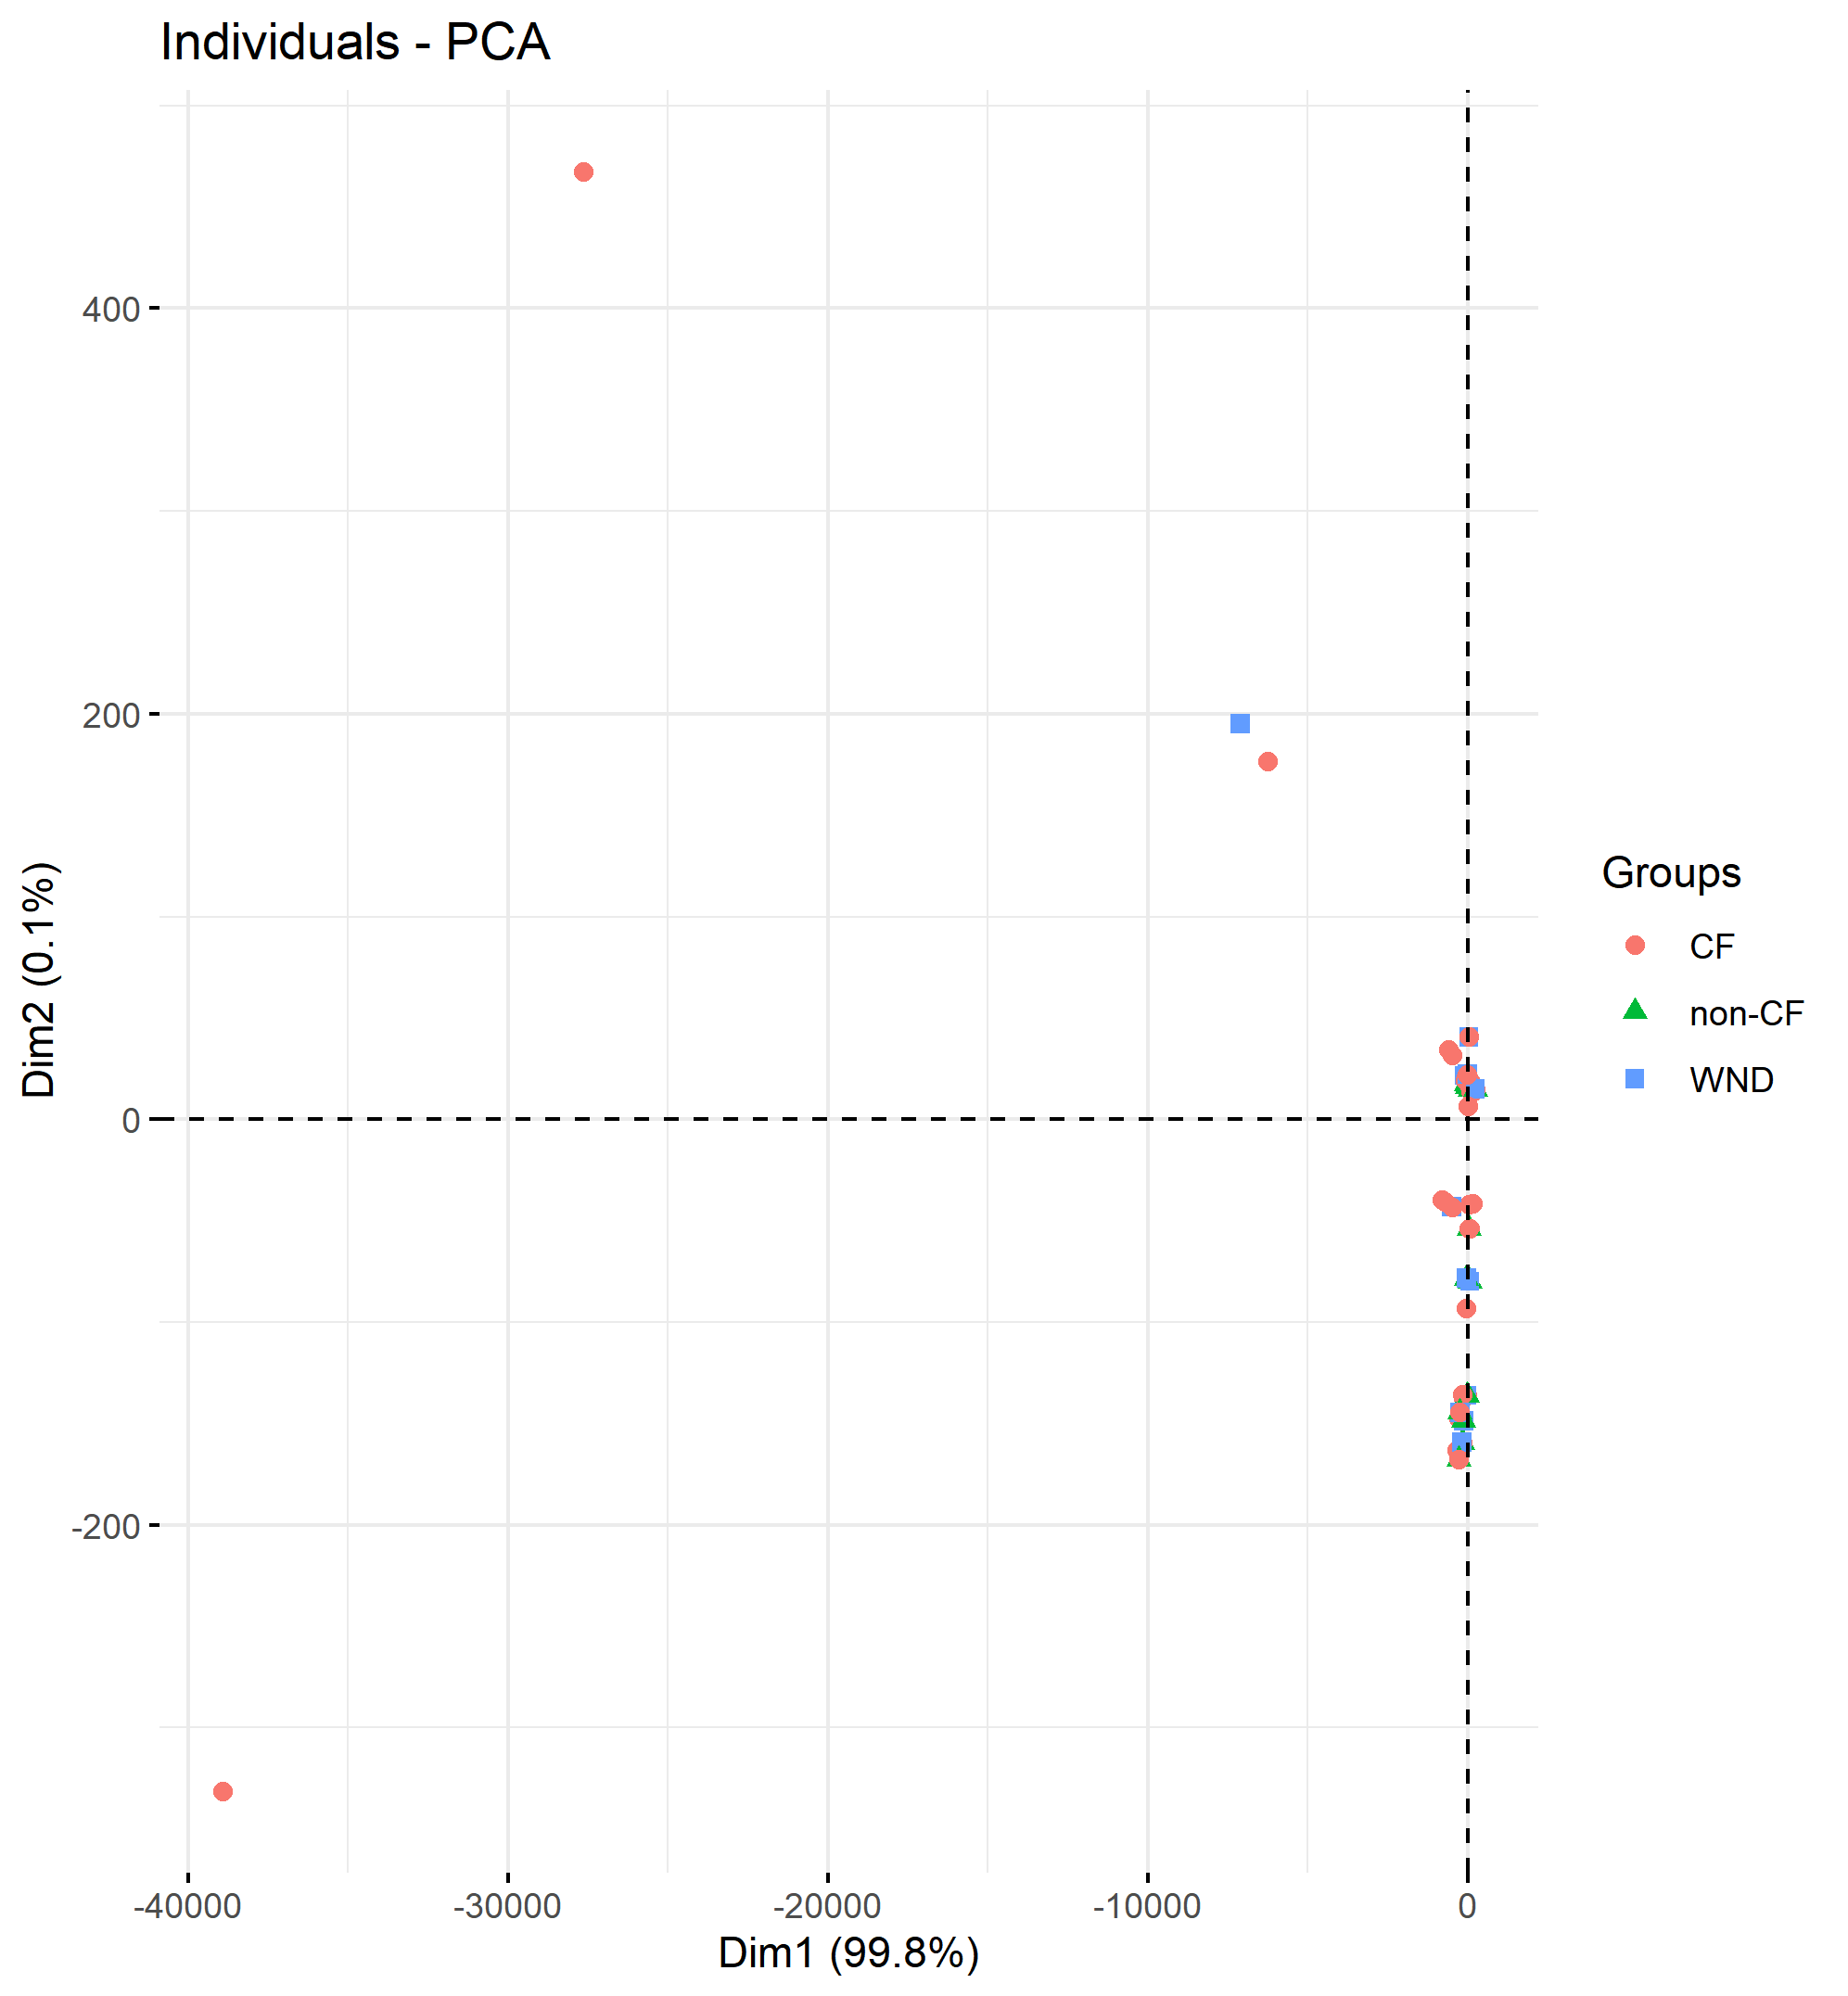 Individuals - PCA
400
200
0
-200
Dim2 (0.1%)
-40000 -30000 -20000 -10000 0
Dim1 (99.8%)
Groups
CF
non-CF
WND